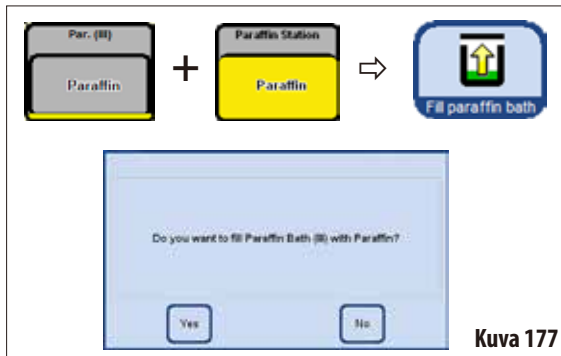 Par. (III)
Paraffin
+
Paraffin Station
Paraffin
⇨
Fill paraffin bath
Do you want to fill Paraffin Bath (III) with Paraffin?
Yes
No
Kuva 177